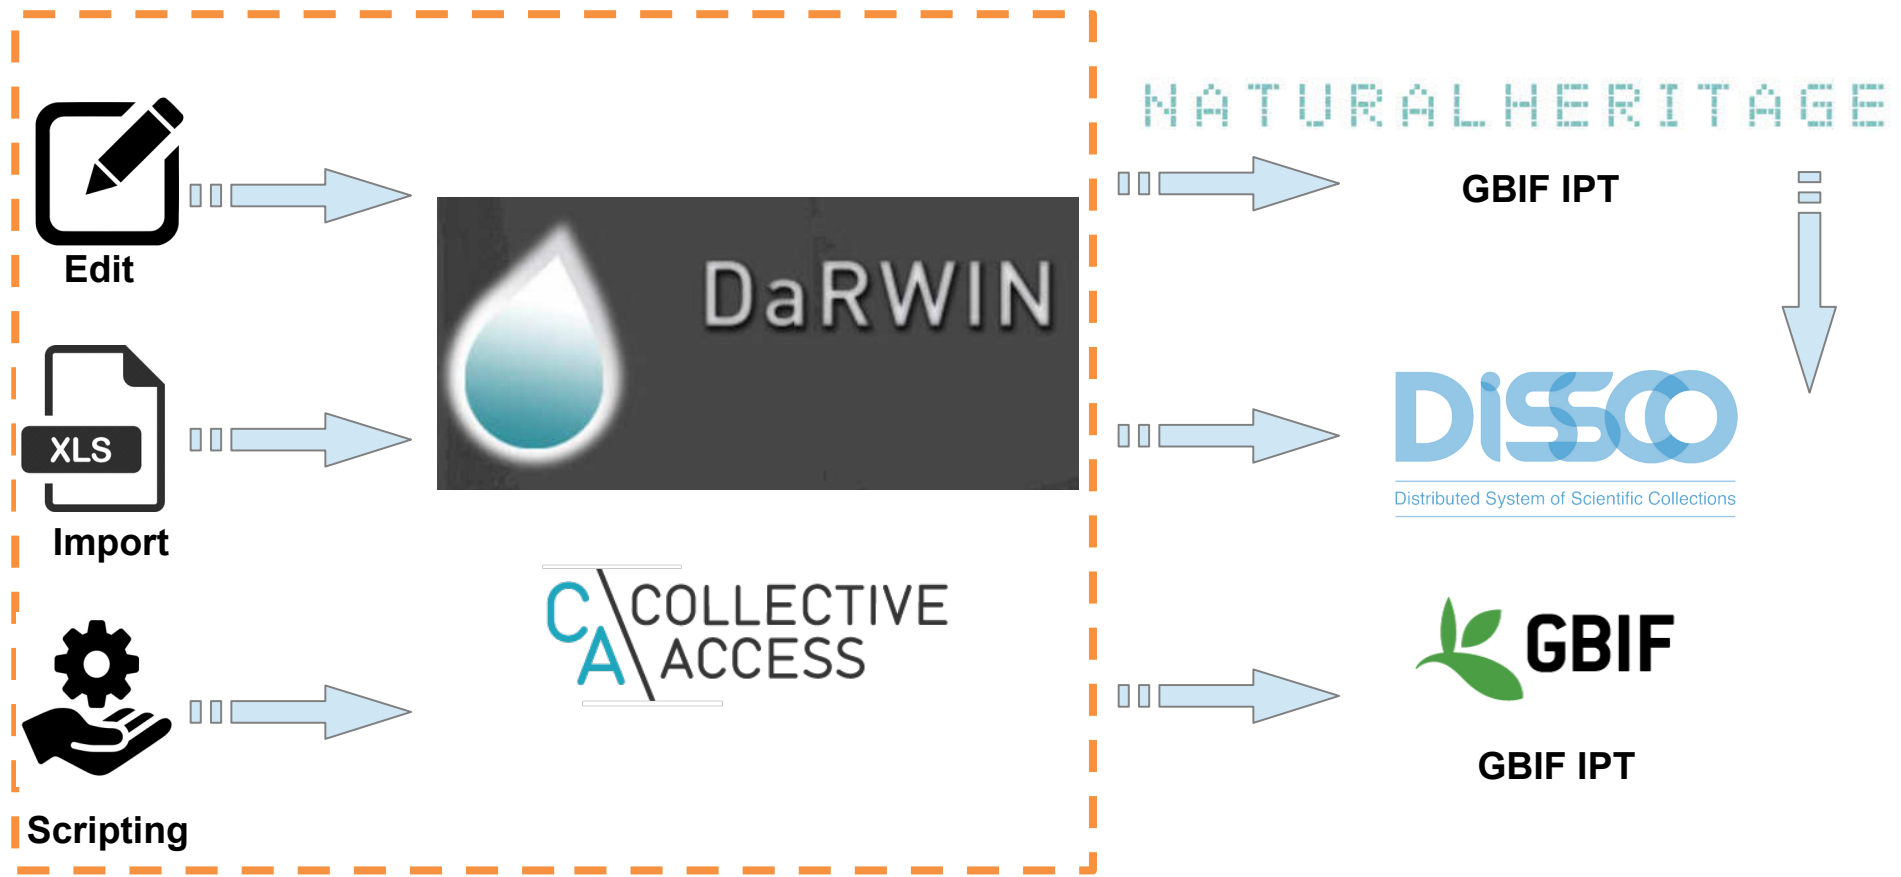 Edit
XLS
Import
Scripting
DaRWIN
CA
COLLECTIVE
ACCESS
NATURALHERITAGE
GBIF IPT
DiSSCO
Distributed System of Scientific Collections
GBIF
GBIF IPT